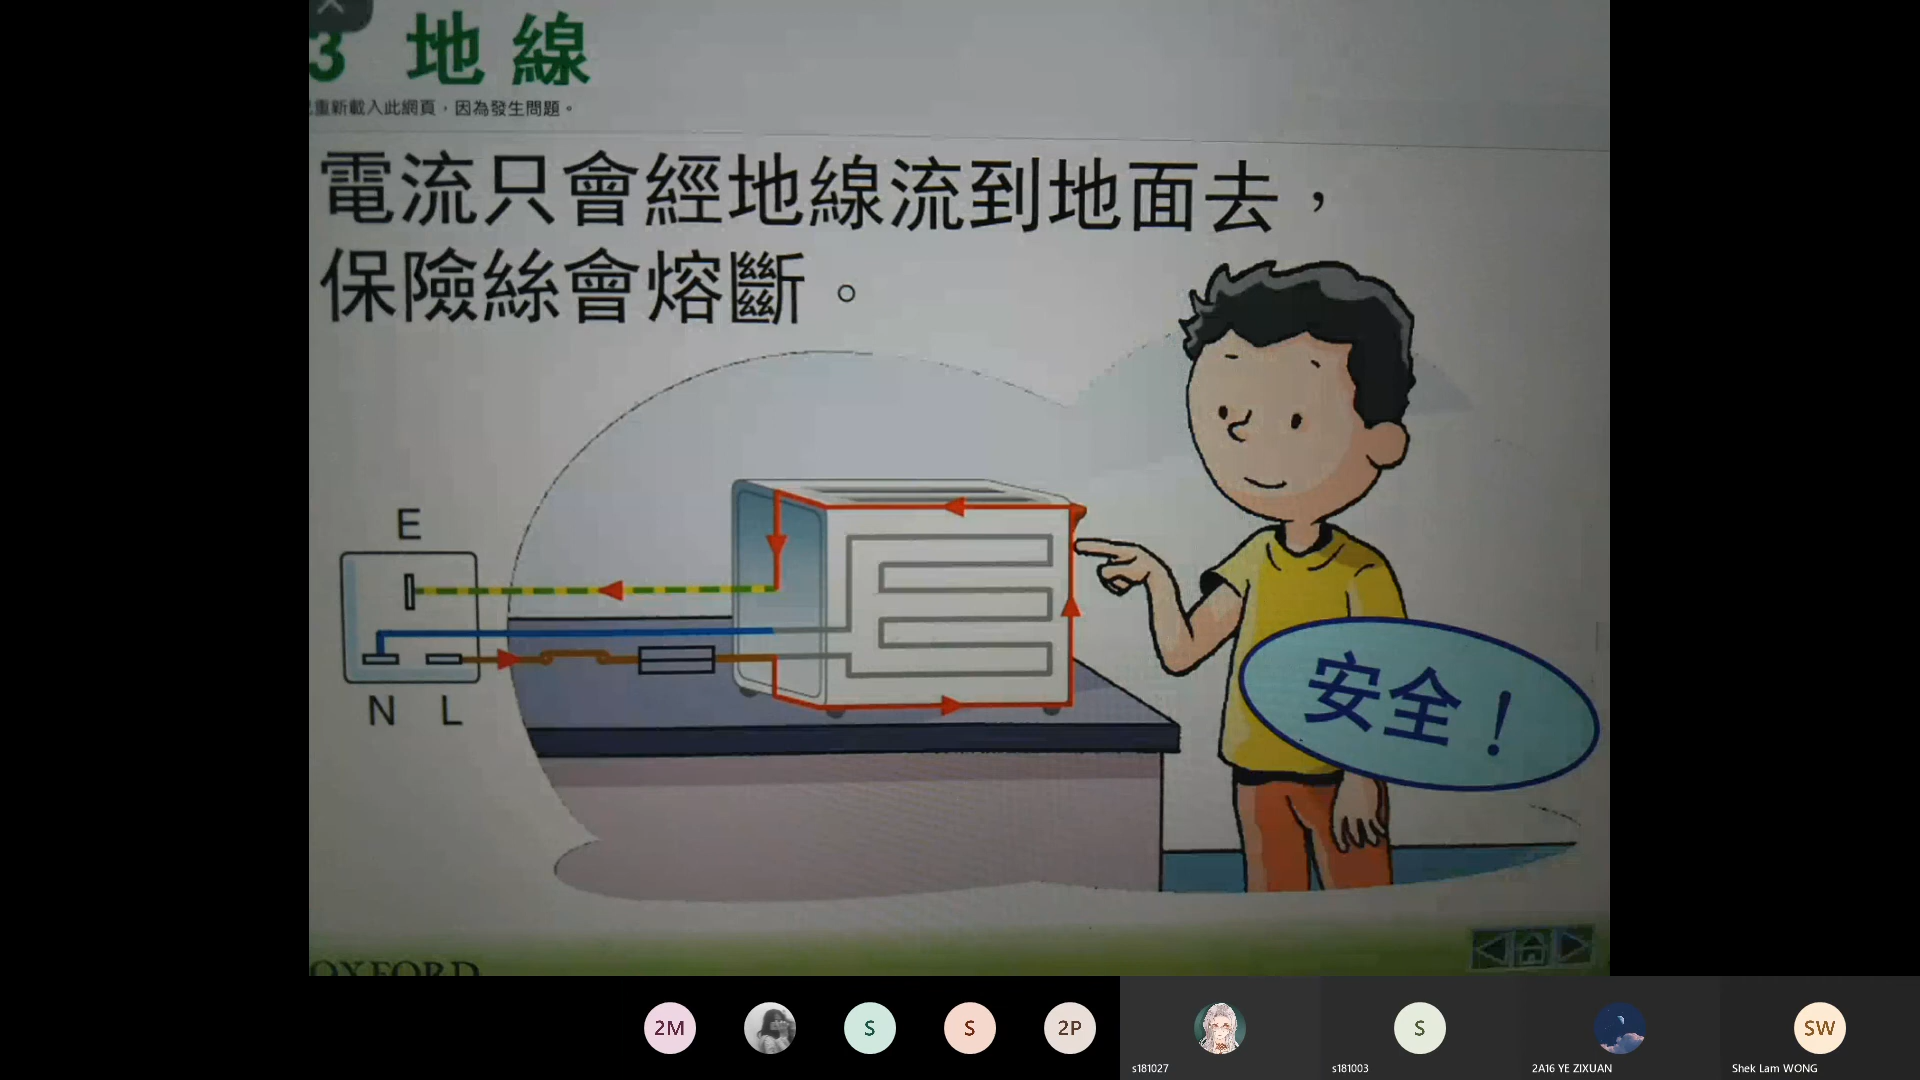 3 地線
重新載入此網頁，因為發生問題。
電流只會經地線流到地面去，
保險絲會熔斷。
E
N L
安全！
OXFORD
2M
S
S
2P
S
SW
s181027
s181003
2A16 YE ZIXUAN
Shek Lam WONG